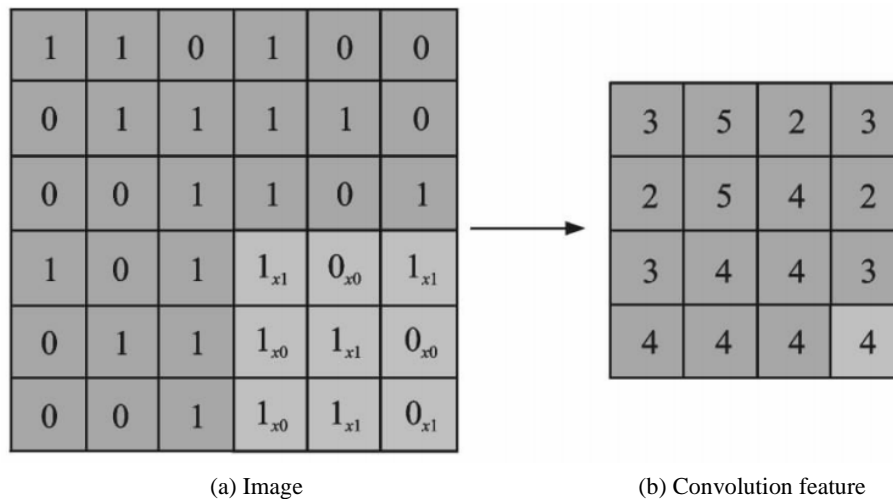 1 1 0 1 0 0
0 1 1 1 1 0
0 0 1 1 0 1
1 0 1 1x1 0x0 1x1
0 1 1 1x0 1x1 0x0
0 0 1 1x0 1x1 0x1
3 5 2 3
2 5 4 2
3 4 4 3
4 4 4 4
(a) Image
(b) Convolution feature